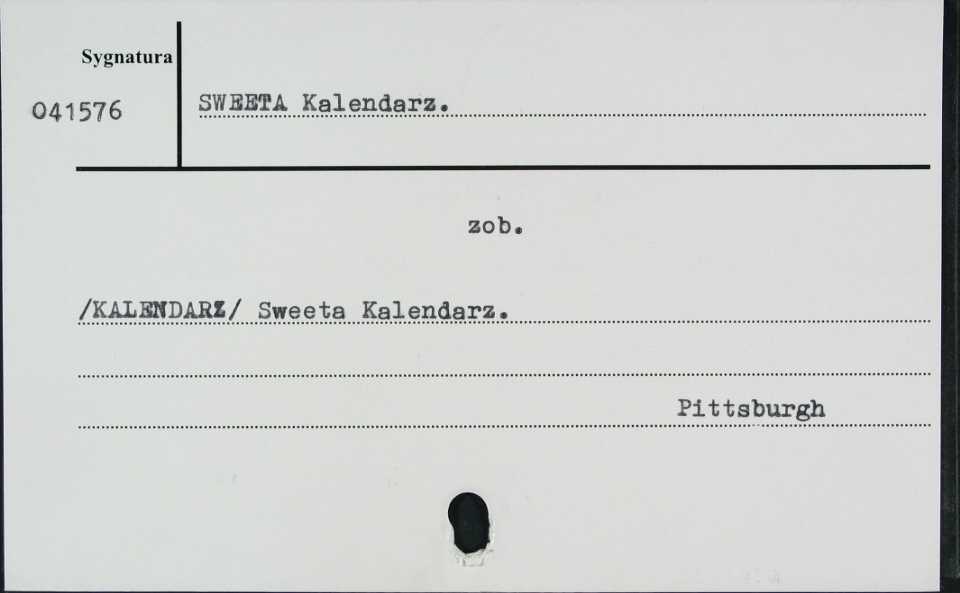 Sygnatura
041576
SWEETA Kalendarz.
zob.
/KALENDARZ/ Sweeta Kalendarz.
Pittsburgh